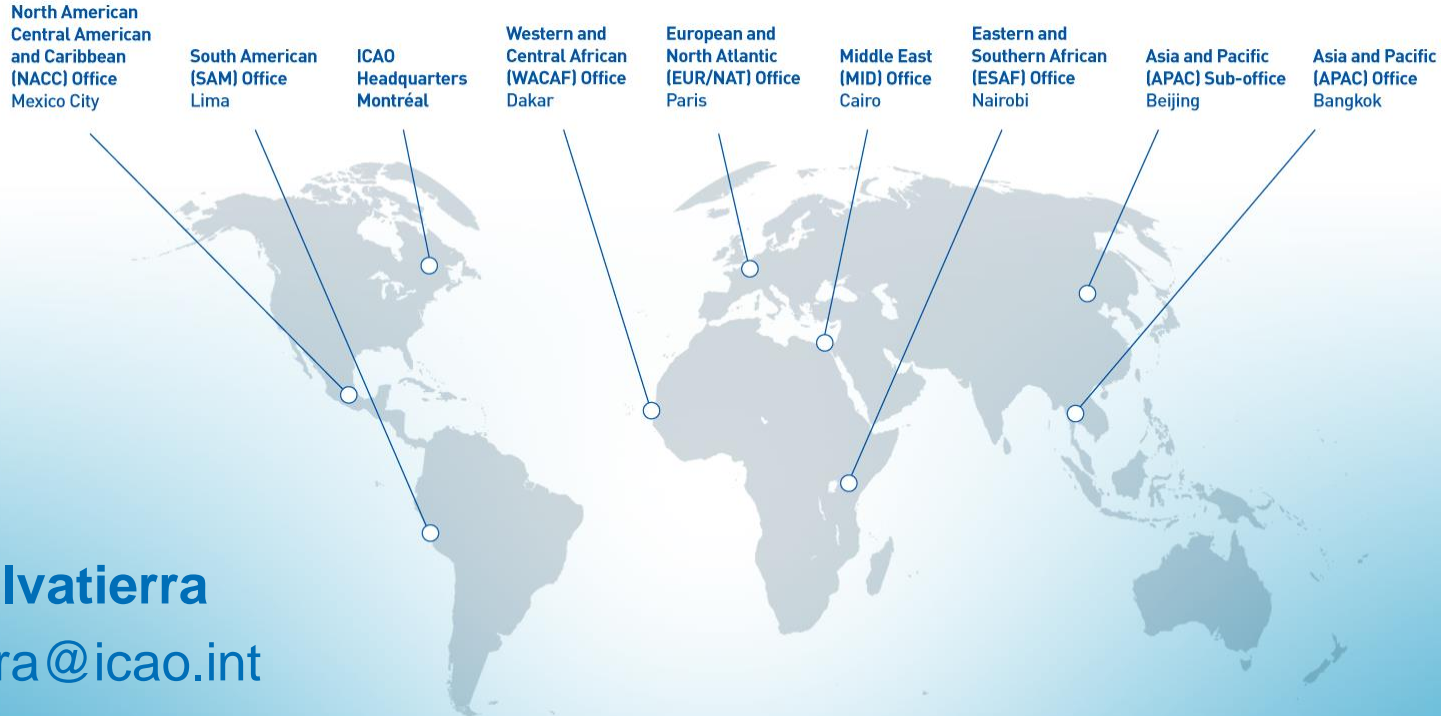 North American
Central American
and Caribbean
(NACC) Office
Mexico City
South American
(SAM) Office
Lima
ICAO
Headquarters
Montréal
Western and
Central African
(WACAF) Office
Dakar
European and
North Atlantic
(EUR/NAT) Office
Paris
Middle East
(MID) Office
Cairo
Eastern and
Southern African
(ESAF) Office
Nairobi
Asia and Pacific
(APAC) Sub-office
Beijing
Asia and Pacific
(APAC) Office
Bangkok
lvatierra
ra@icao.int